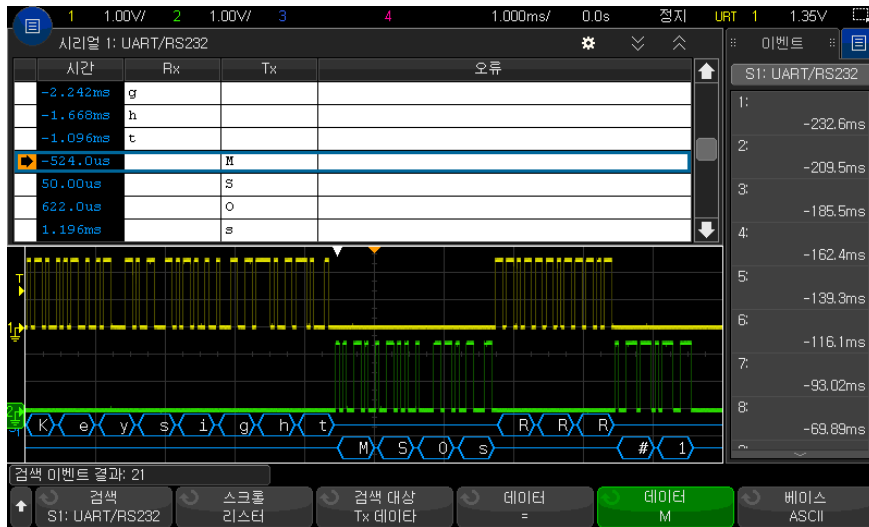 1 1.00V/ 2 1.00V/ 3 4 1.000ms/ 0.0s 정지 URT 1 1.35V
시리얼 1: UART/RS232
이벤트
시간 Rx Tx 오류
S1: UART/RS232
-2.242ms g
-1.668ms h
-1.096ms t
-524.0us M
50.00us S
622.0us O
1.196ms s
1:
-232.6ms
2:
-209.5ms
3:
-185.5ms
4:
-162.4ms
5:
-139.3ms
6:
-116.1ms
7:
-93.02ms
8:
-69.89ms
T
1
2
K e y s i g h t R R R
M S O s # 1
검색 이벤트 결과: 21
검색 스크롤 검색 대상 데이터 데이터 베이스
S1: UART/RS232 리스터 Tx 데이타 = M ASCII